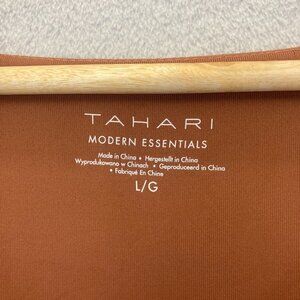 TAHARI
MODERN ESSENTIALS
Made in China • Hergestellt in China
Wyprodukowano w Chinach • Geproduceerd in China
• Fabriqué En Chine
L/G